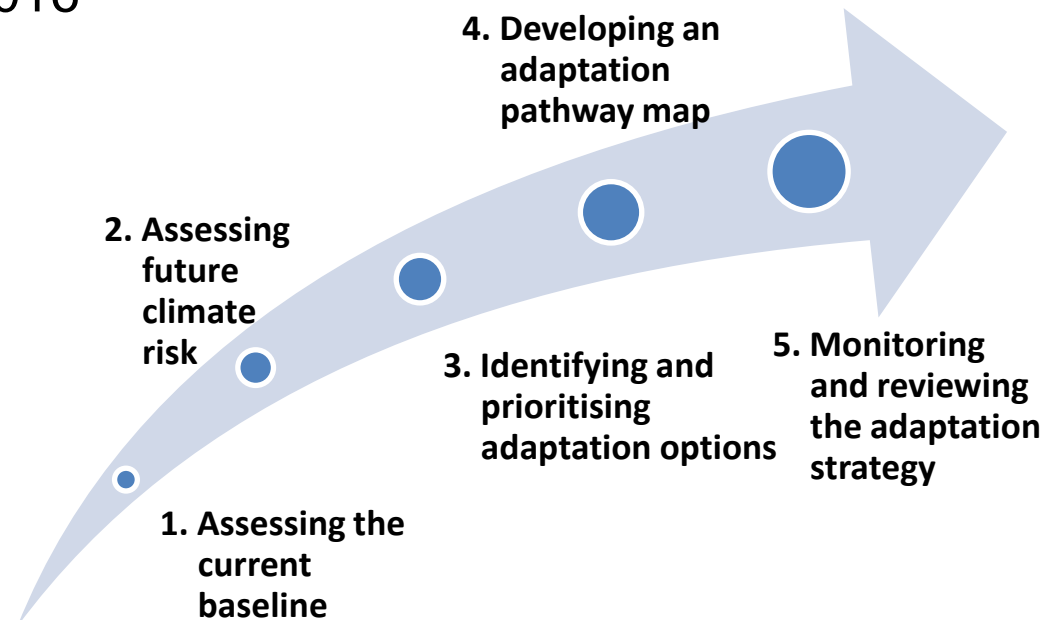 4. Developing an
adaptation
pathway map
2. Assessing
future
climate
risk
3. Identifying and
prioritising
adaptation options
5. Monitoring
and reviewing
the adaptation
strategy
1. Assessing the
current
baseline